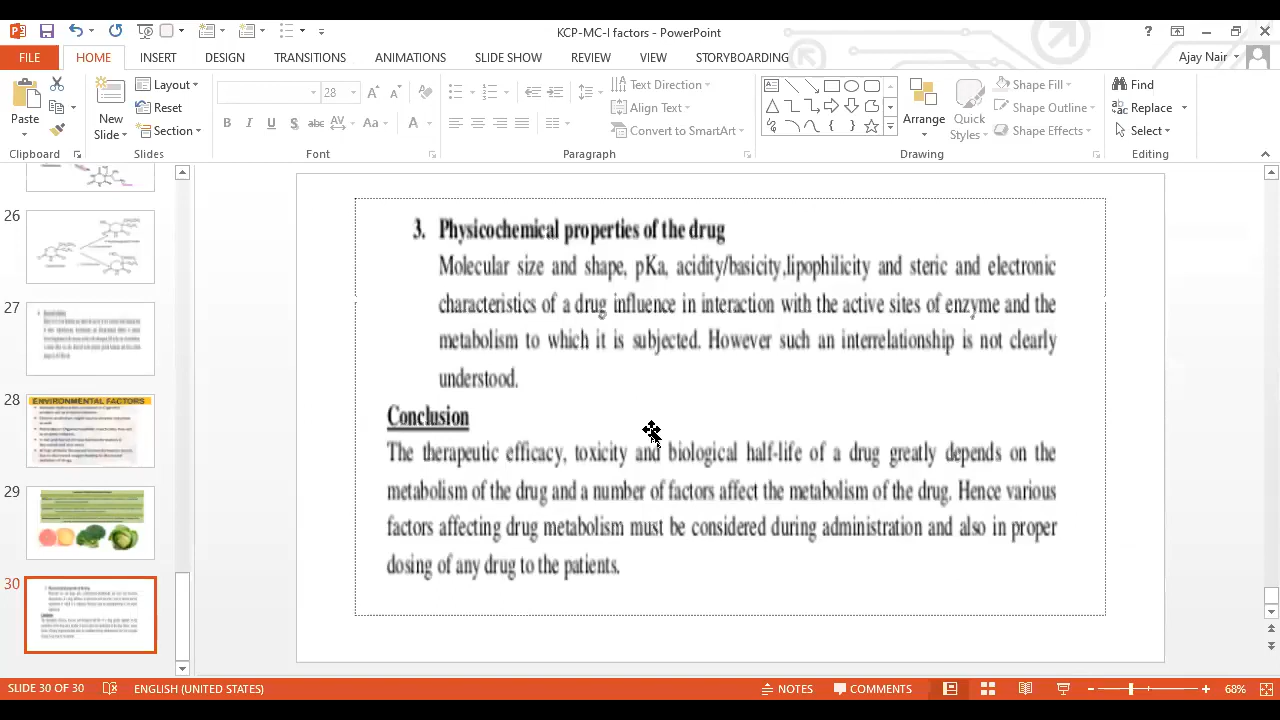 KCP-MC-I factors - PowerPoint
FILE
HOME
INSERT
DESIGN
TRANSITIONS
ANIMATIONS
SLIDE SHOW
REVIEW
VIEW
STORYBOARDING
Ajay Nair
Paste
New
Slide
Layout
Reset
Section
28
Text Direction
Align Text
Convert to SmartArt
Arrange
Quick
Styles
Shape Fill
Shape Outline
Shape Effects
Find
Replace
Select
Clipboard
Slides
Font
Paragraph
Drawing
Editing
26
27
28
ENVIRONMENTAL FACTORS
29
30
3. Physicochemical properties of the drug
Molecular size and shape, pKa, acidity/basicity,lipophilicity and steric and electronic
characteristics of a drug influence in interaction with the active sites of enzyme and the
metabolism to which it is subjected. However such an interrelationship is not clearly
understood.
Conclusion
The therapeutic efficacy, toxicity and biological half-life of a drug greatly depends on the
metabolism of the drug and a number of factors affect the metabolism of the drug. Hence various
factors affecting drug metabolism must be considered during administration and also in proper
dosing of any drug to the patients.
SLIDE 30 OF 30
ENGLISH (UNITED STATES)
NOTES
COMMENTS
68%